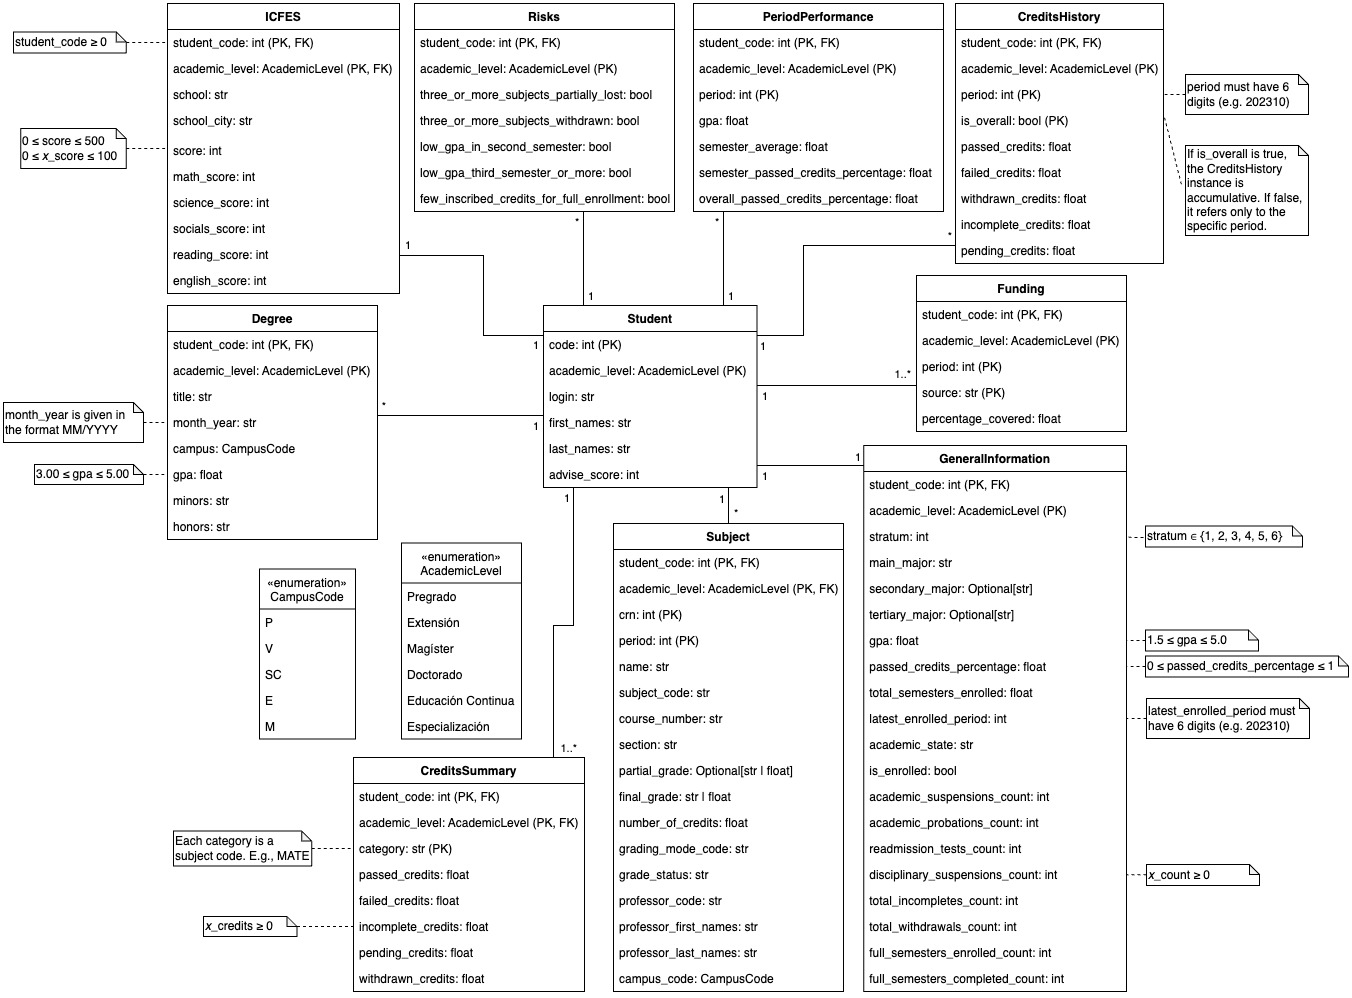 ICFES
student_code: int (PK, FK)
academic_level: AcademicLevel (PK, FK)
school: str
school_city: str
score: int
math_score: int
science_score: int
socials_score: int
reading_score: int
english_score: int
student_code ≥ 0
0 ≤ score ≤ 500
0 ≤ x_score ≤ 100
Risks
student_code: int (PK, FK)
academic_level: AcademicLevel (PK)
three_or_more_subjects_partially_lost: bool
three_or_more_subjects_withdrawn: bool
low_gpa_in_second_semester: bool
low_gpa_third_semester_or_more: bool
few_inscribed_credits_for_full_enrollment: bool
PeriodPerformance
student_code: int (PK, FK)
academic_level: AcademicLevel (PK)
period: int (PK)
gpa: float
semester_average: float
semester_passed_credits_percentage: float
overall_passed_credits_percentage: float
CreditsHistory
student_code: int (PK, FK)
academic_level: AcademicLevel (PK)
period: int (PK)
is_overall: bool (PK)
passed_credits: float
failed_credits: float
withdrawn_credits: float
incomplete_credits: float
pending_credits: float
period must have 6
digits (e.g. 202310)
If is_overall is true,
the CreditsHistory
instance is
accumulative. If false,
it refers only to the
specific period.
1
*
*
*
1
1
1
1
Degree
student_code: int (PK, FK)
academic_level: AcademicLevel (PK)
title: str
month_year: str
campus: CampusCode
gpa: float
minors: str
honors: str
month_year is given in
the format MM/YYYY
3.00 ≤ gpa ≤ 5.00
*
1
Student
code: int (PK)
academic_level: AcademicLevel (PK)
login: str
first_names: str
last_names: str
advise_score: int
1..*
1
Funding
student_code: int (PK, FK)
academic_level: AcademicLevel (PK)
period: int (PK)
source: str (PK)
percentage_covered: float
1
1
GeneralInformation
student_code: int (PK, FK)
academic_level: AcademicLevel (PK)
stratum: int
main_major: str
secondary_major: Optional[str]
tertiary_major: Optional[str]
gpa: float
passed_credits_percentage: float
total_semesters_enrolled: float
latest_enrolled_period: int
academic_state: str
is_enrolled: bool
academic_suspensions_count: int
academic_probations_count: int
readmission_tests_count: int
disciplinary_suspensions_count: int
total_incompletes_count: int
total_withdrawals_count: int
full_semesters_enrolled_count: int
full_semesters_completed_count: int
stratum ∈ {1, 2, 3, 4, 5, 6}
1.5 ≤ gpa ≤ 5.0
0 ≤ passed_credits_percentage ≤ 1
latest_enrolled_period must
have 6 digits (e.g. 202310)
x_count ≥ 0
1
1
*
Subject
student_code: int (PK, FK)
academic_level: AcademicLevel (PK, FK)
crn: int (PK)
period: int (PK)
name: str
subject_code: str
course_number: str
section: str
partial_grade: Optional[str | float]
final_grade: str | float
number_of_credits: float
grading_mode_code: str
grade_status: str
professor_code: str
professor_first_names: str
professor_last_names: str
campus_code: CampusCode
«enumeration»
CampusCode
P
V
SC
E
M
«enumeration»
AcademicLevel
Pregrado
Extensión
Magíster
Doctorado
Educación Continua
Especialización
1..*
CreditsSummary
student_code: int (PK, FK)
academic_level: AcademicLevel (PK, FK)
category: str (PK)
passed_credits: float
failed_credits: float
incomplete_credits: float
pending_credits: float
withdrawn_credits: float
Each category is a
subject code. E.g., MATE
x_credits ≥ 0